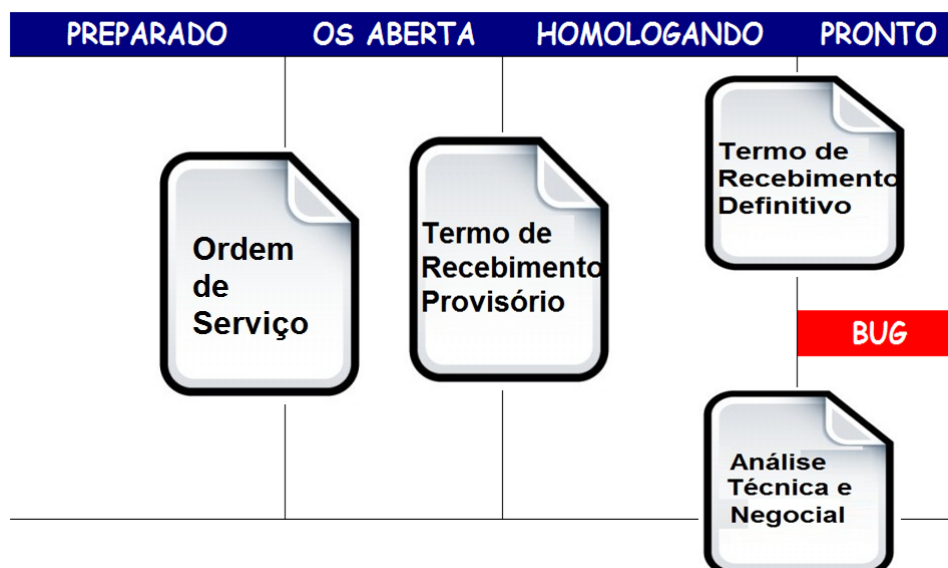 PREPARADO OS ABERTA HOMOLOGANDO PRONTO
Ordem
de
Serviço
Termo de
Recebimento
Provisório
Termo de
Recebimento
Definitivo
BUG
Análise
Técnica e
Negocial